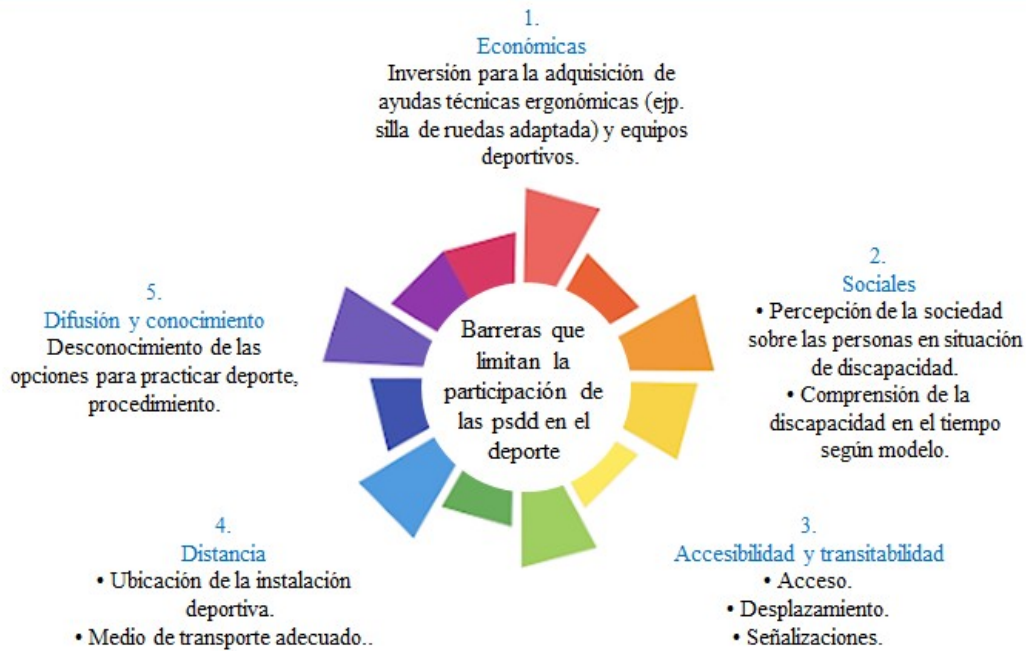 1.
Económicas
Inversión para la adquisición de
ayudas técnicas ergonómicas (ejp.
silla de ruedas adaptada) y equipos
deportivos.
2.
Sociales
• Percepción de la sociedad
sobre las personas en situación
de discapacidad.
• Comprensión de la
discapacidad en el tiempo
según modelo.
3.
Accesibilidad y transitabilidad
• Acceso.
• Desplazamiento.
• Señalizaciones.
4.
Distancia
• Ubicación de la instalación
deportiva.
• Medio de transporte adecuado..
5.
Difusión y conocimiento
Desconocimiento de las
opciones para practicar deporte,
procedimiento.
Barreras que
limitan la
participación de
las psdd en el
deporte